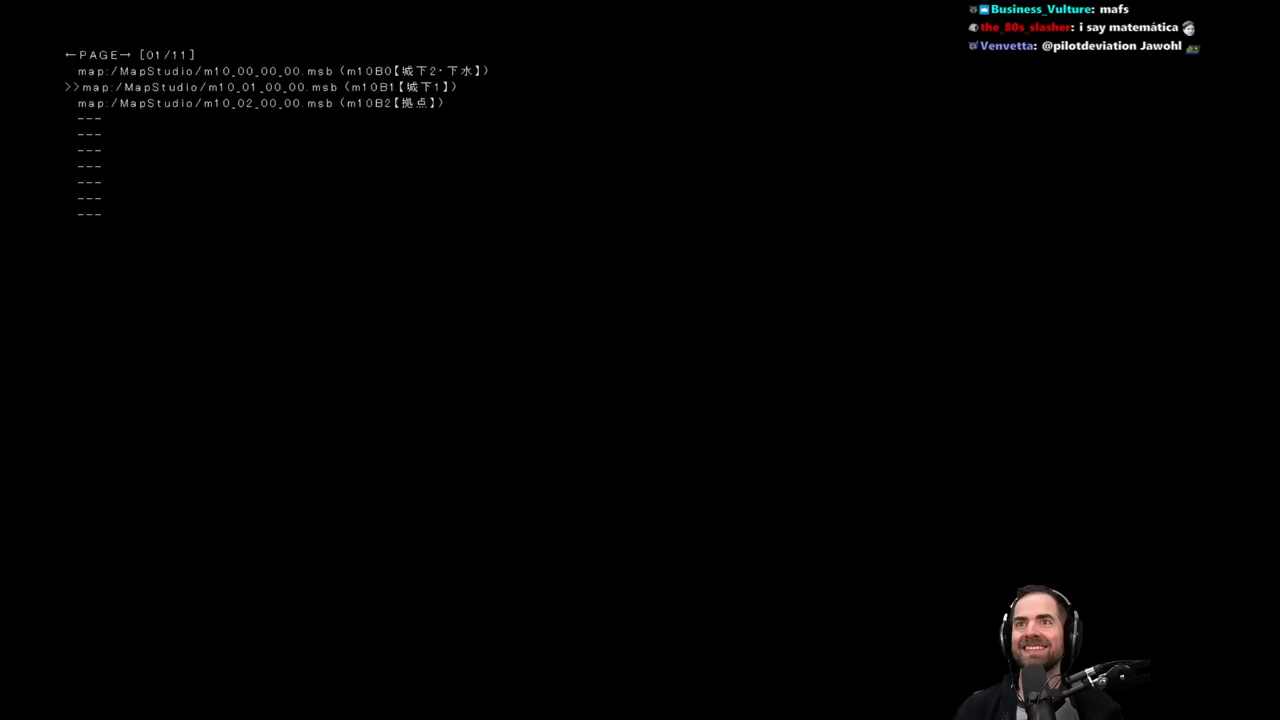 ←PAGE→ [01/11]
map:/MapStudio/m10_00_00_00.msb (m10B0【城下2・下水】)
>>map:/MapStudio/m10_01_00_00.msb (m10B1【城下1】)
map:/MapStudio/m10_02_00_00.msb (m10B2【拠点】)
---
---
---
---
---
---
---
Business_Vulture: mafs
the_80s_slasher: i say matemática
Venvetta: @pilotdeviation Jawohl